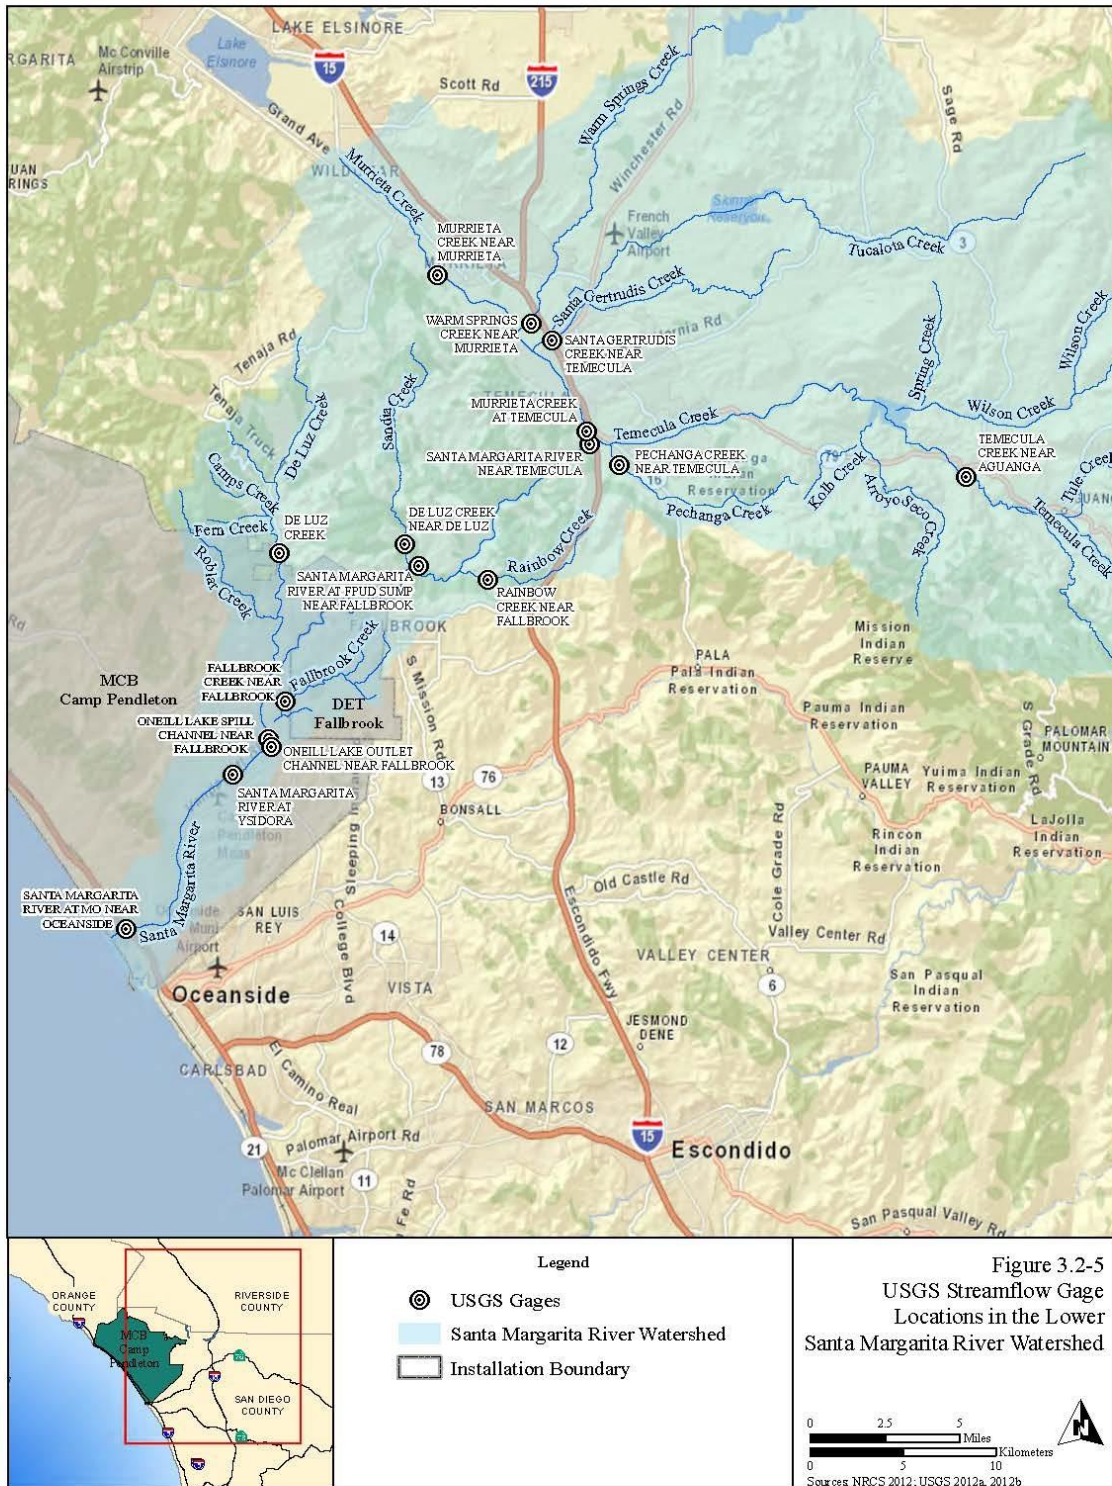 LAKE ELSINORE
Mc Conville
Airstrip
Lake
Elsinore
15
215
Scott Rd
Sage Rd
Grand Ave
Warm Springs Creek
Winchester Rd
Murrieta Creek
French
Valley
Airport
Tucalota Creek
3
MURRIETA
CREEK NEAR
MURRIETA
Santa Gertrudis Creek
WARM SPRINGS
CREEK NEAR
MURRIETA
SANTA GERTRUDIS
CREEK NEAR
TEMECULA
Tenaja Rd
Spring Creek
Wilson Creek
Wilson Creek
Sandia Creek
De Luz Creek
MURRIETA CREEK
AT TEMECULA
Temecula Creek
SANTA MARGARITA RIVER
NEAR TEMECULA
PECHANGA CREEK
NEAR TEMECULA
Indian
Reservation
79
TEMECULA
CREEK NEAR
AGUANGA
Kolb Creek
Arroyo Seco Creek
Tule Creek
Temecula Creek
Pechanga Creek
Camps Creek
Fern Creek
Roblar Creek
DE LUZ
CREEK
DE LUZ CREEK
NEAR DE LUZ
Rainbow Creek
SANTA MARGARITA
RIVER AT FPUD SUMP
NEAR FALLBROOK
RAINBOW
CREEK NEAR
FALLBROOK
FALLBROOK
Mission
Indian
Reserve
MCB
Camp Pendleton
FALLBROOK
CREEK NEAR
FALLBROOK
Fallbrook Creek
DET
Fallbrook
S Mission Rd
PALA
Pala Indian
Reservation
Pauma Indian
Reservation
S Grade Rd
PALOMAR
MOUNTAIN
ONEILL LAKE SPILL
CHANNEL NEAR
FALLBROOK
ONEILL LAKE OUTLET
CHANNEL NEAR FALLBROOK
76
13
PAUMA
VALLEY
Yuima Indian
Reservation
SANTA MARGARITA
RIVER AT
YSIDORA
BONSALL
LaJolla
Indian
Reservation
Rincon
Indian
Reservation
Santa Margarita River
Cole Grade Rd
Old Castle Rd
SANTA MARGARITA
RIVER AT MO NEAR
OCEANSIDE
SAN LUIS
REY
College Blvd
14
Escondido Fwy
Valley Center Rd
VALLEY CENTER
6
San Pasqual
Indian
Reservation
Airport
Oceanside
VISTA
JESMOND
DENE
12
78
El Camino Real
CARLSBAD
SAN MARCOS
21
Palomar Airport Rd
Mc Clellan
Palomar Airport
11
15
Escondido
San Pasqual Valley Rd
ORANGE
COUNTY
RIVERSIDE
COUNTY
MCB
Camp
Pendleton
SAN DIEGO
COUNTY
Legend
USGS Gages
Santa Margarita River Watershed
Installation Boundary
Figure 3.2-5
USGS Streamflow Gage
Locations in the Lower
Santa Margarita River Watershed
0 2.5 5
Miles
Kilometers
0 5 10
N
Sources: NRCS 2012; USGS 2012a, 2012b